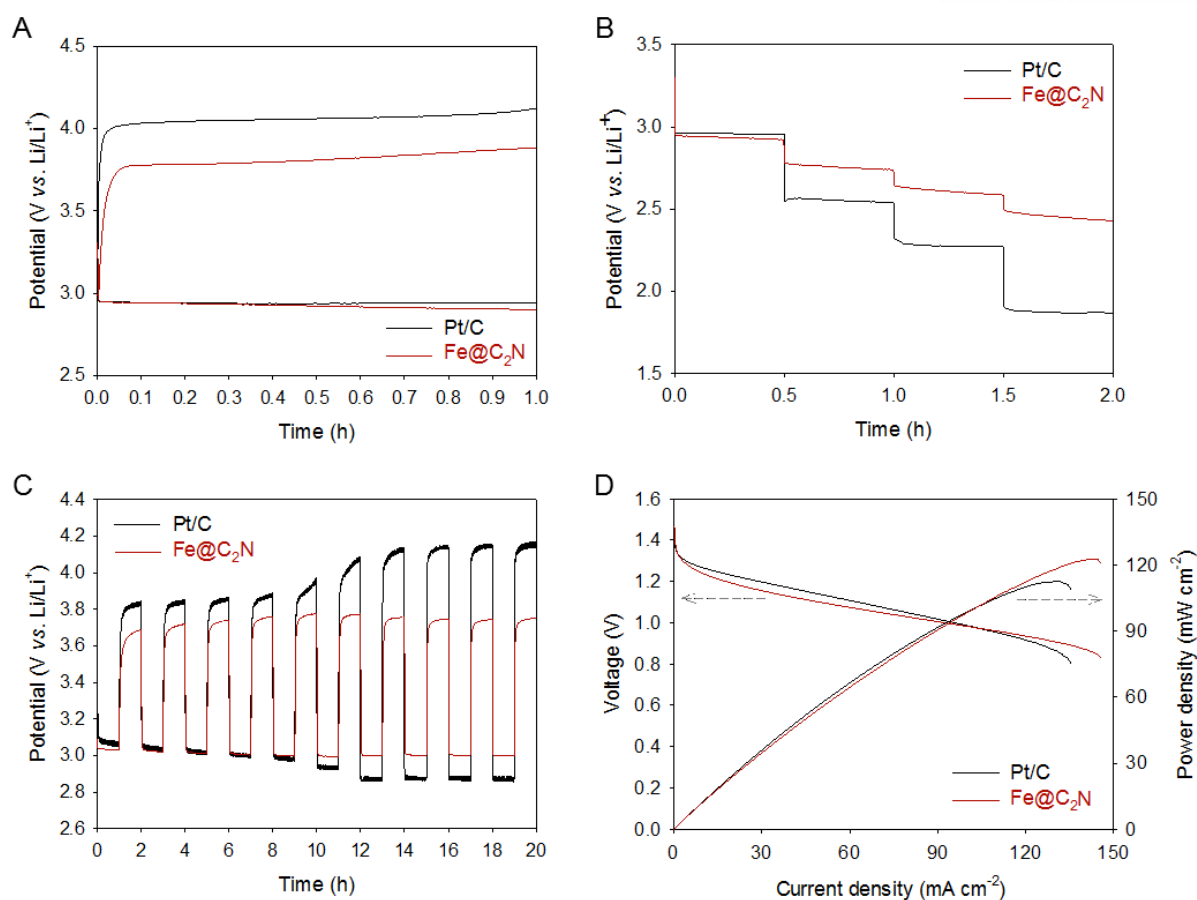 A
4.5
4.0
3.5
3.0
2.5
Potential (V vs. Li/Li⁺)
Pt/C
Fe@C₂N
0.0 0.1 0.2 0.3 0.4 0.5 0.6 0.7 0.8 0.9 1.0
Time (h)
B
3.5
3.0
2.5
2.0
1.5
Potential (V vs. Li/Li⁺)
Pt/C
Fe@C₂N
0.0 0.5 1.0 1.5 2.0
Time (h)
C
4.4
4.2
4.0
3.8
3.6
3.4
3.2
3.0
2.8
2.6
Potential (V vs. Li/Li⁺)
Pt/C
Fe@C₂N
0 2 4 6 8 10 12 14 16 18 20
Time (h)
D
1.6
1.4
1.2
1.0
0.8
0.6
0.4
0.2
0.0
Voltage (V)
150
120
90
60
30
0
Power density (mW cm⁻²)
Pt/C
Fe@C₂N
0 30 60 90 120 150
Current density (mA cm⁻²)